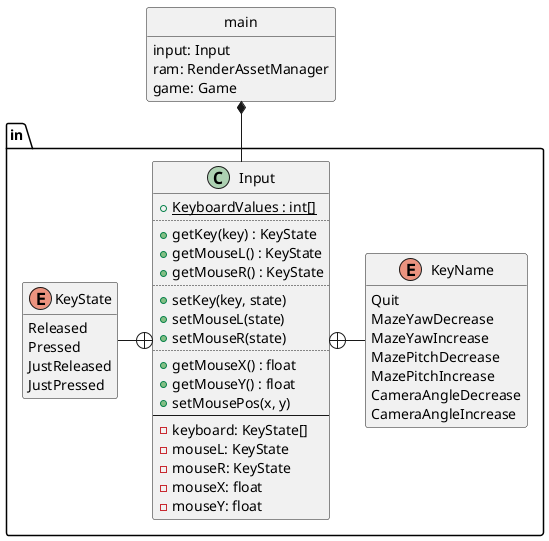 main
input: Input
ram: RenderAssetManager
game: Game
in
C Input
KeyboardValues : int[]
getKey(key) : KeyState
getMouseL() : KeyState
getMouseR() : KeyState
setKey(key, state)
setMouseL(state)
setMouseR(state)
getMouseX() : float
getMouseY() : float
setMousePos(x, y)
keyboard: KeyState[]
mouseL: KeyState
mouseR: KeyState
mouseX: float
mouseY: float
E KeyState
Released
Pressed
JustReleased
JustPressed
E KeyName
Quit
MazeYawDecrease
MazeYawIncrease
MazePitchDecrease
MazePitchIncrease
CameraAngleDecrease
CameraAngleIncrease